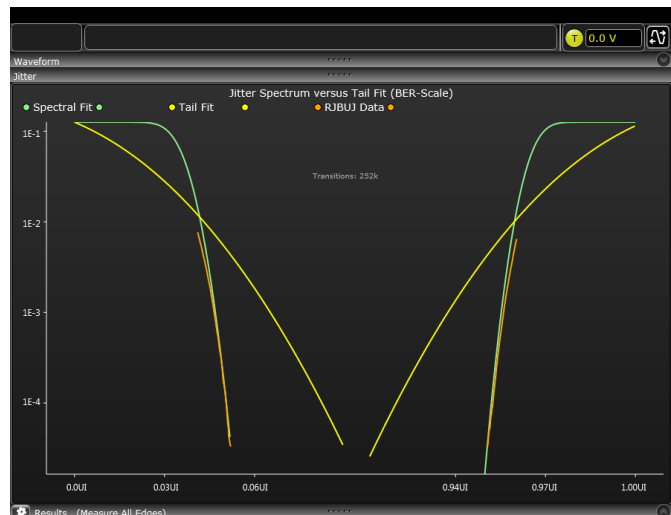 T 0.0 V
Waveform
Jitter
Jitter Spectrum versus Tail Fit (BER-Scale)
Spectral Fit Tail Fit RJBUJ Data
Transitions: 252k
1E-1
1E-2
1E-3
1E-4
0.0UI 0.03UI 0.06UI 0.94UI 0.97UI 1.00UI
Results (Measure All Edges)